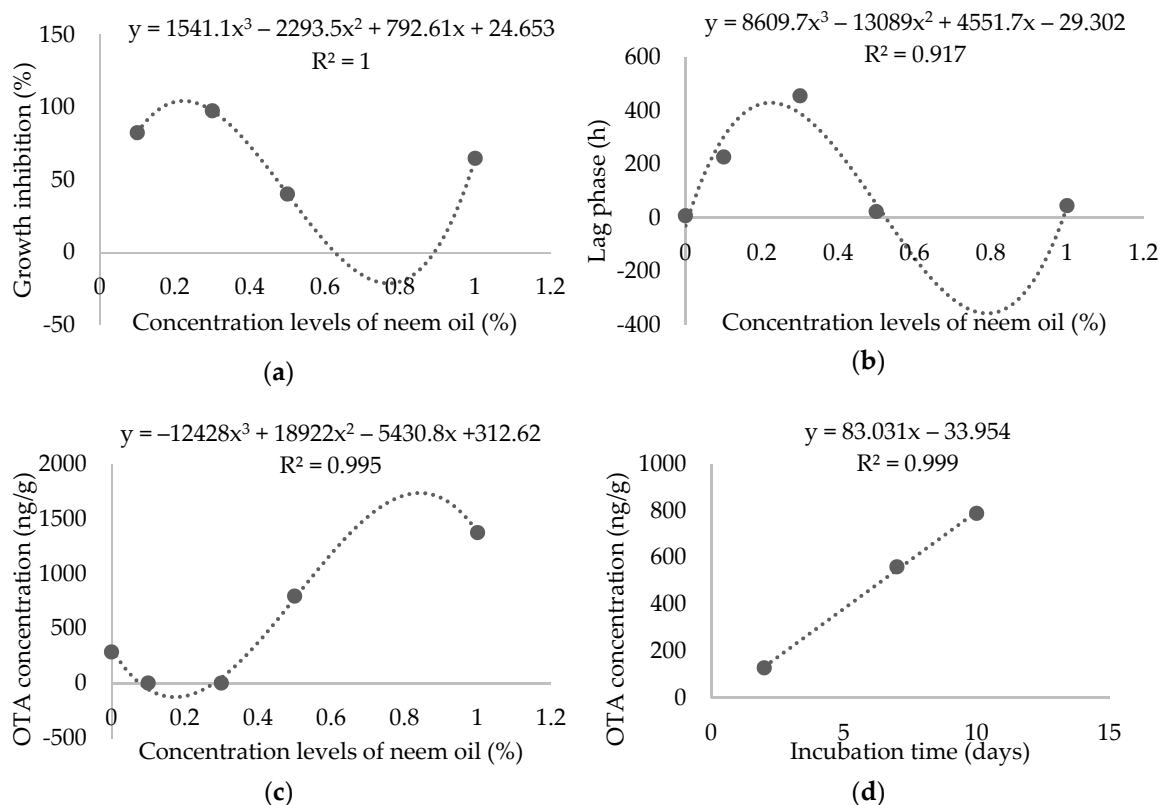 y = 1541.1x³ – 2293.5x² + 792.61x + 24.653
R² = 1
150
100
50
0
-50
0 0.2 0.4 0.6 0.8 1 1.2
Growth inhibition (%)
Concentration levels of neem oil (%)
(a)
y = 8609.7x³ – 13089x² + 4551.7x – 29.302
R² = 0.917
600
400
200
0
-200
-400
0 0.2 0.4 0.6 0.8 1 1.2
Lag phase (h)
Concentration levels of neem oil (%)
(b)
y = –12428x³ + 18922x² – 5430.8x +312.62
R² = 0.995
2000
1500
1000
500
0
-500
0 0.2 0.4 0.6 0.8 1 1.2
OTA concentration (ng/g)
Concentration levels of neem oil (%)
(c)
y = 83.031x – 33.954
R² = 0.999
1000
800
600
400
200
0
0 5 10 15
OTA concentration (ng/g)
Incubation time (days)
(d)